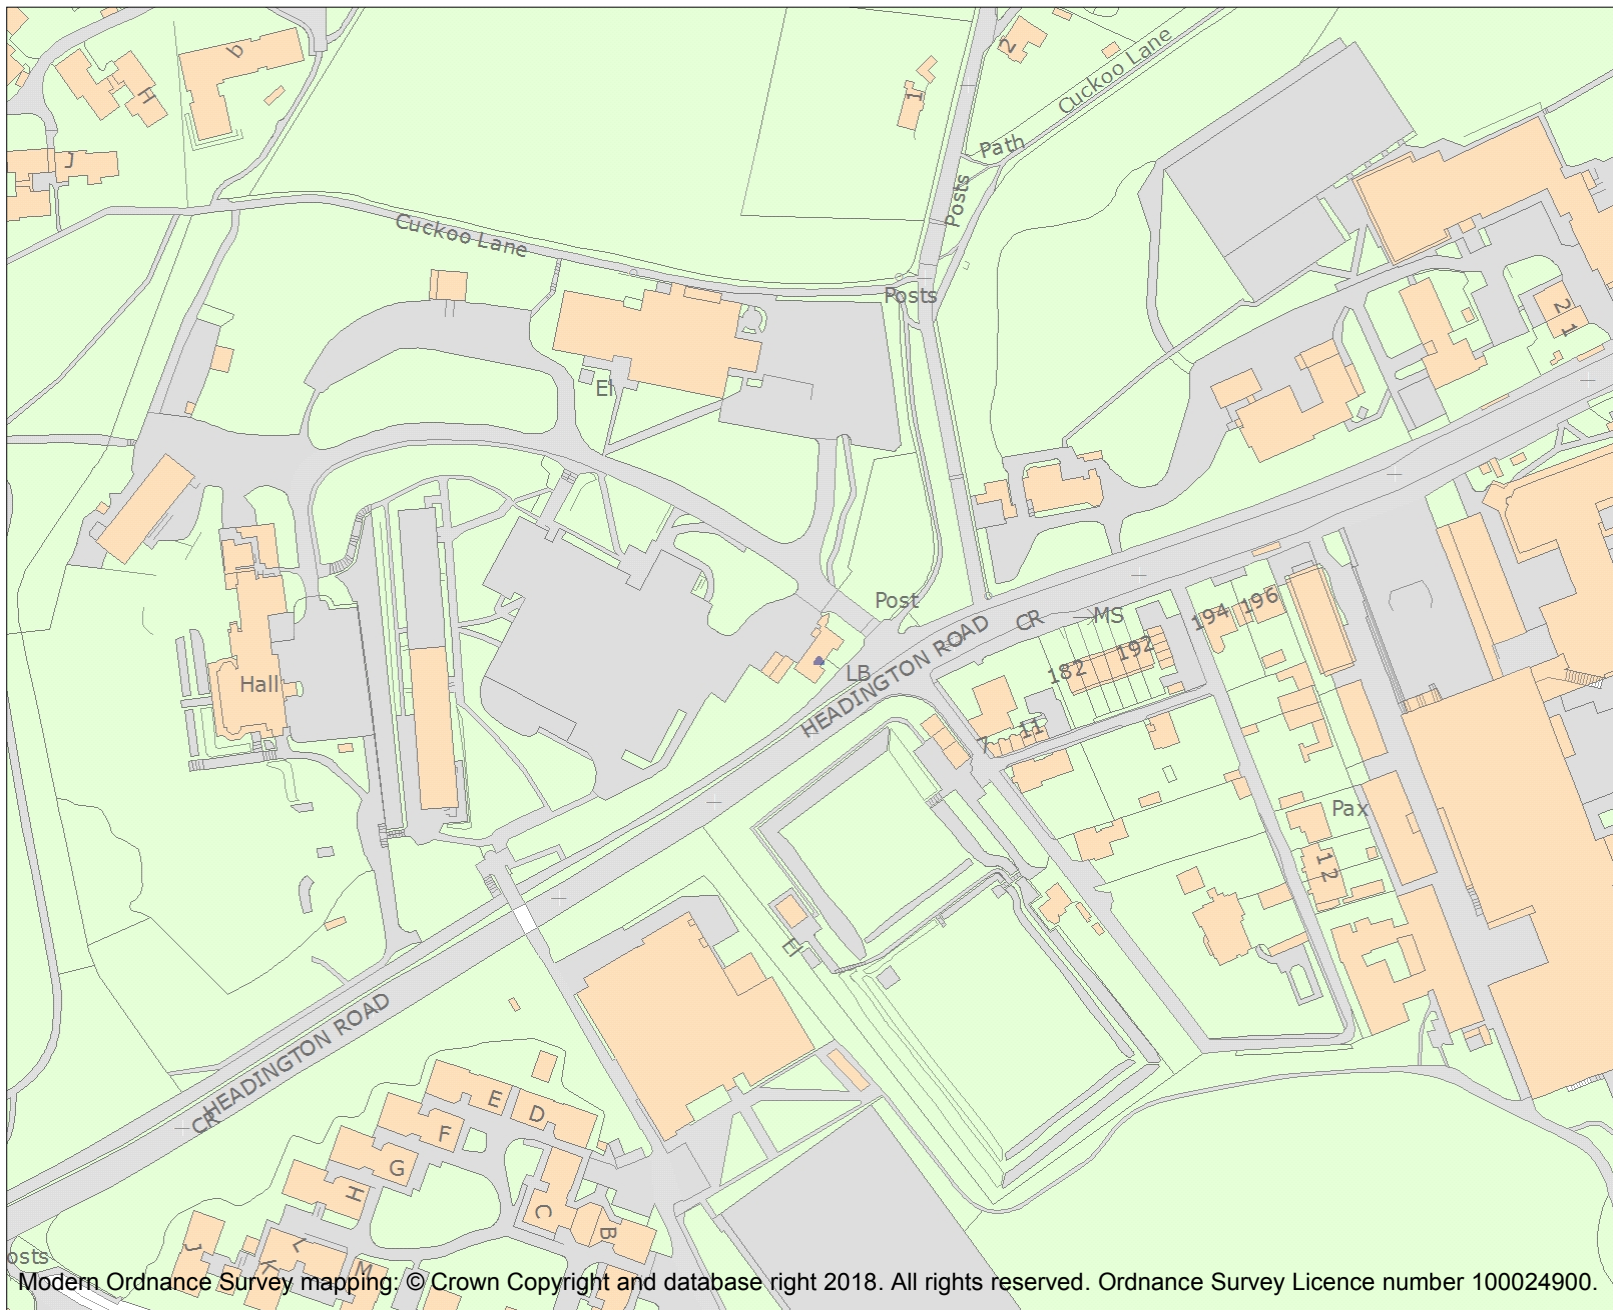 b
H
J
2
1
Cuckoo Lane
Path
Posts
Cuckoo Lane
Posts
El
2
1
Post
MS
CR
HEADINGTON ROAD
LB
194
196
192
182
Hall
7
11
Pax
12
El
HEADINGTON ROAD
CR
E
D
F
G
H
C
B
J
L
K
M
osts
Modern Ordnance Survey mapping: © Crown Copyright and database right 2018. All rights reserved. Ordnance Survey Licence number 100024900.